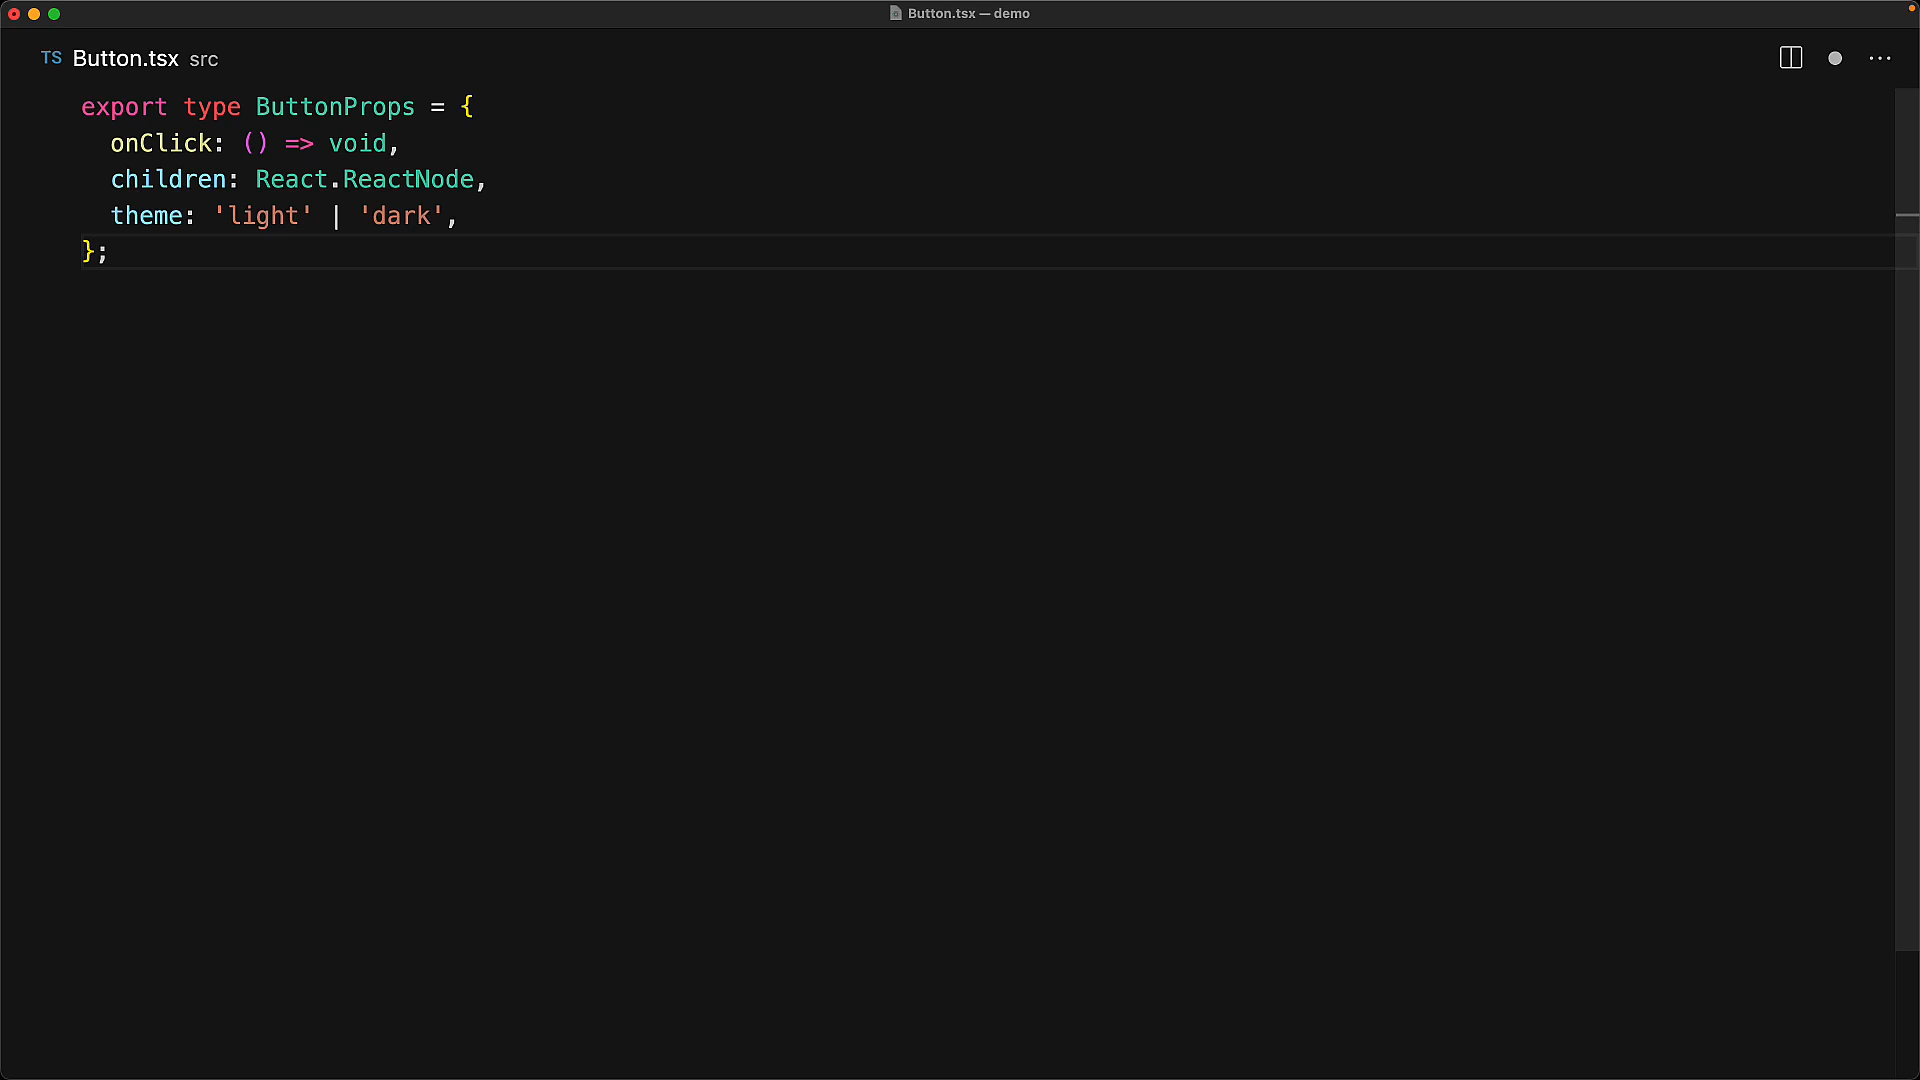 Button.tsx — demo
TS Button.tsx src
export type ButtonProps = {
  onClick: () => void,
  children: React.ReactNode,
  theme: 'light' | 'dark',
};